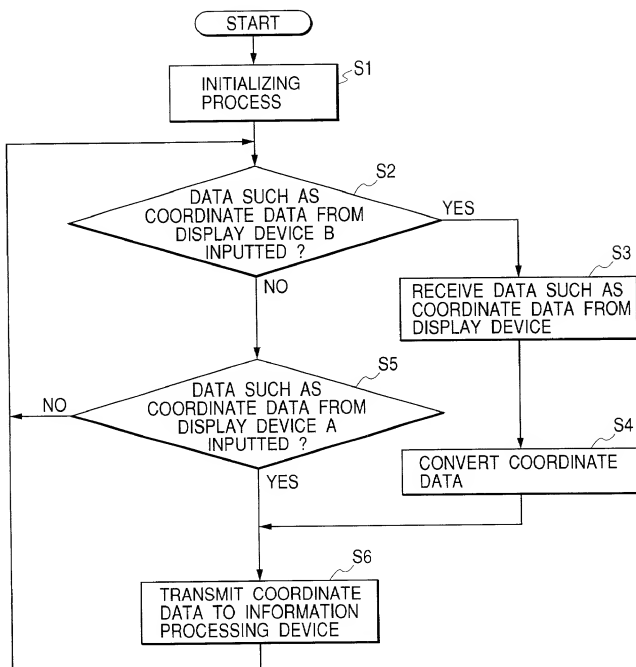 START
S1
INITIALIZING
PROCESS
S2
DATA SUCH AS
COORDINATE DATA FROM
DISPLAY DEVICE B
INPUTTED ?
YES
NO
S3
RECEIVE DATA SUCH AS
COORDINATE DATA FROM
DISPLAY DEVICE
S5
DATA SUCH AS
COORDINATE DATA FROM
DISPLAY DEVICE A
INPUTTED ?
NO
YES
S4
CONVERT COORDINATE
DATA
S6
TRANSMIT COORDINATE
DATA TO INFORMATION
PROCESSING DEVICE